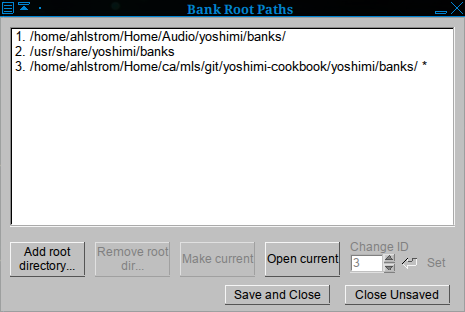 Bank Root Paths
1. /home/ahlstrom/Home/Audio/yoshimi/banks/
2. /usr/share/yoshimi/banks
3. /home/ahlstrom/Home/ca/mls/git/yoshimi-cookbook/yoshimi/banks/ *
Change ID
Add root
directory...
Remove root
dir...
Make current
Open current
3
Set
Save and Close
Close Unsaved